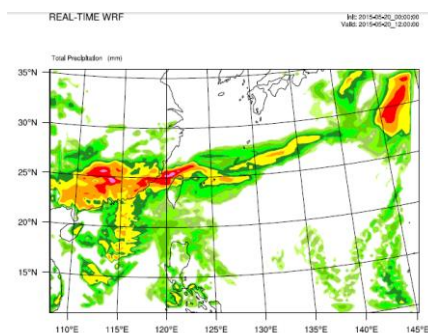 REAL-TIME WRF
Init: 2015-05-20_00:00:00
Valid: 2015-05-20_12:00:00
Total Precipitation (mm)
35°N
30°N
25°N
20°N
15°N
110°E 115°E 120°E 125°E 130°E 135°E 140°E 145°E